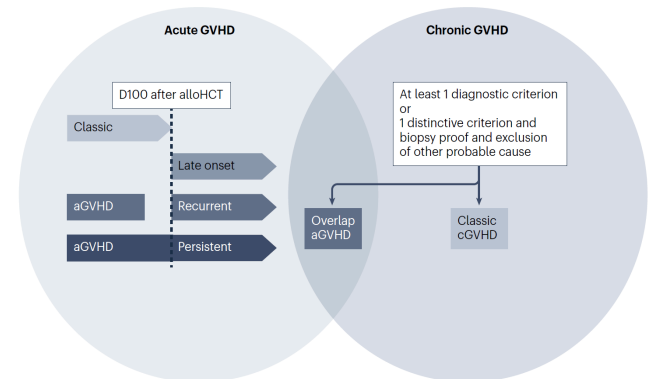 Acute GVHD
Chronic GVHD
D100 after alloHCT
Classic
Late onset
aGVHD
Recurrent
aGVHD
Persistent
At least 1 diagnostic criterion
or
1 distinctive criterion and
biopsy proof and exclusion
of other probable cause
Overlap
aGVHD
Classic
cGVHD